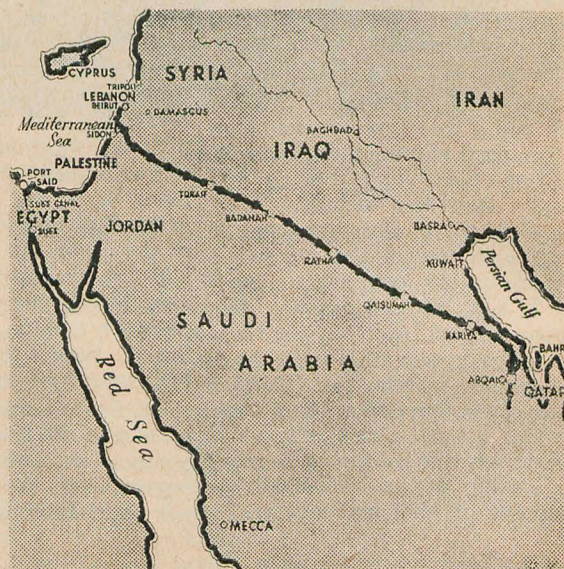 CYPRUS
SYRIA
TRIPOLI
LEBANON
BEIRUT
DAMASCUS
IRAN
Mediterranean
Sea
SIDON
BAGHDAD
IRAQ
PALESTINE
PORT
SAID
SUEZ CANAL
EGYPT
SUEZ
JORDAN
TURAIF
BADANAH
BASRA
RAFHA
KUWAIT
Persian Gulf
QAISUMAH
SAUDI
ARABIA
NARIYA
BAHR
ABQAIQ
QATAR
Red Sea
MECCA